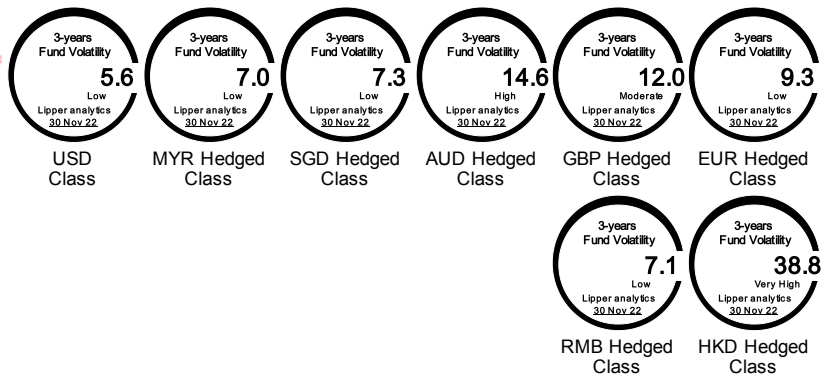 3-years
Fund Volatility
5.6
Low
Lipper analytics
30 Nov 22
USD
Class
3-years
Fund Volatility
7.0
Low
Lipper analytics
30 Nov 22
MYR Hedged
Class
3-years
Fund Volatility
7.3
Low
Lipper analytics
30 Nov 22
SGD Hedged
Class
3-years
Fund Volatility
14.6
High
Lipper analytics
30 Nov 22
AUD Hedged
Class
3-years
Fund Volatility
12.0
Moderate
Lipper analytics
30 Nov 22
GBP Hedged
Class
3-years
Fund Volatility
9.3
Low
Lipper analytics
30 Nov 22
EUR Hedged
Class
3-years
Fund Volatility
7.1
Low
Lipper analytics
30 Nov 22
RMB Hedged
Class
3-years
Fund Volatility
38.8
Very High
Lipper analytics
30 Nov 22
HKD Hedged
Class